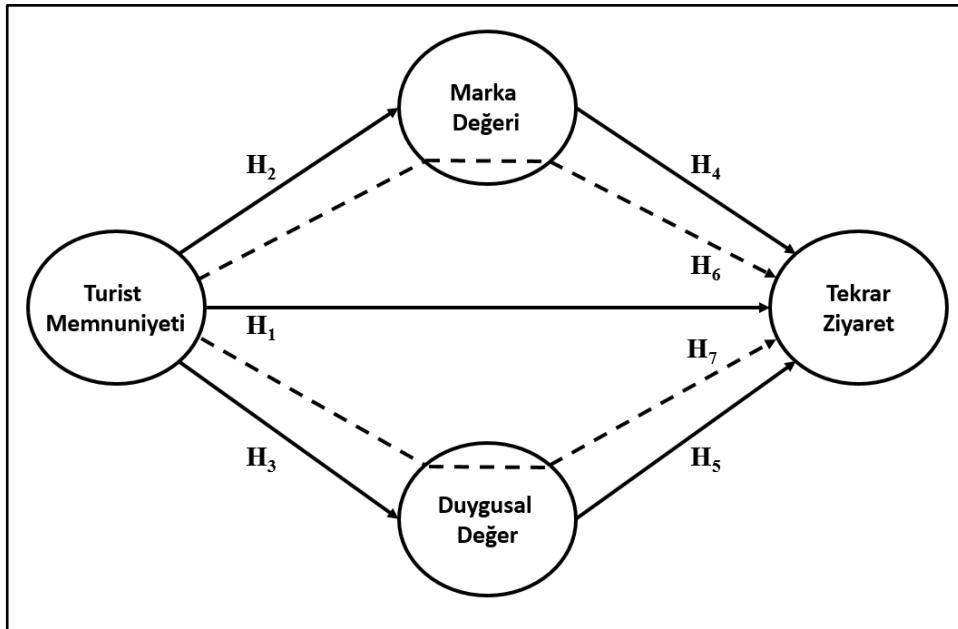 Marka
Değeri
H2
H4
H6
Turist
Memnuniyeti
H1
Tekrar
Ziyaret
H7
H3
H5
Duygusal
Değer